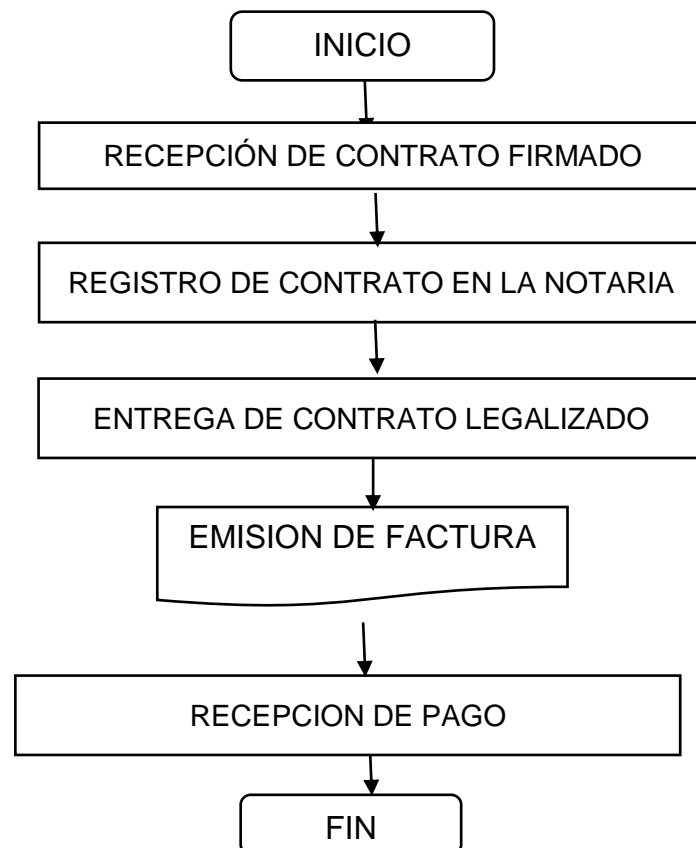 INICIO
RECEPCIÓN DE CONTRATO FIRMADO
REGISTRO DE CONTRATO EN LA NOTARIA
ENTREGA DE CONTRATO LEGALIZADO
EMISION DE FACTURA
RECEPCION DE PAGO
FIN